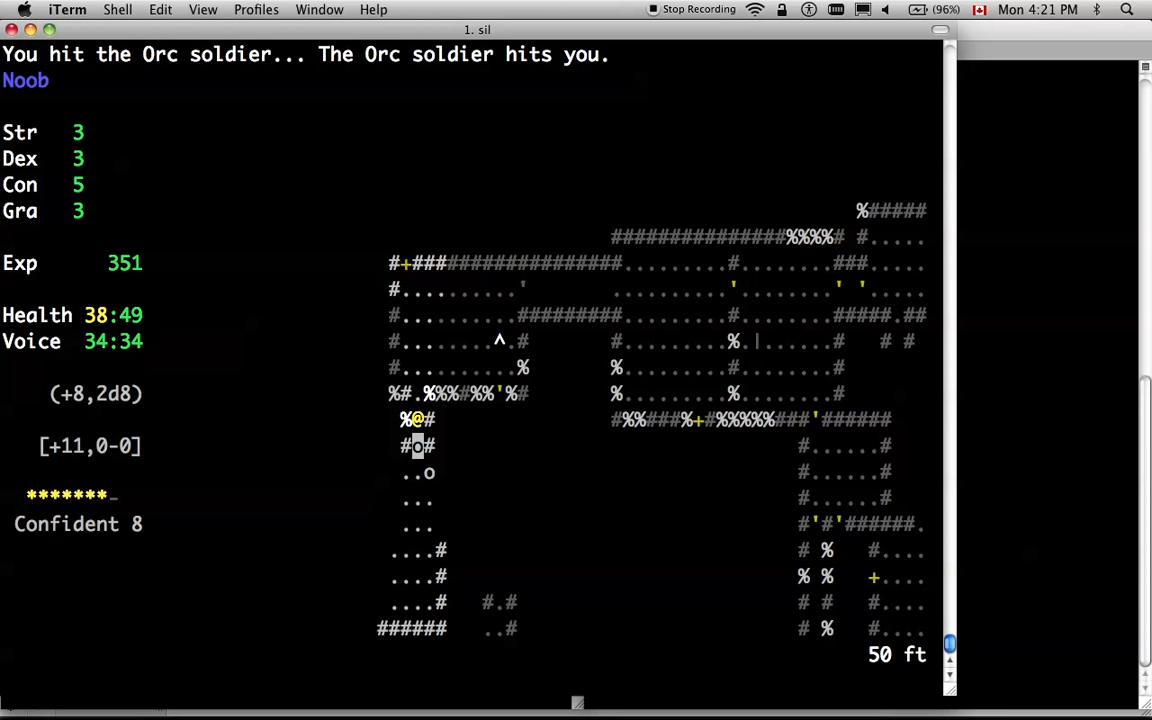 iTerm Shell Edit View Profiles Window Help Stop Recording (96%) Mon 4:21 PM
1. sil
You hit the Orc soldier... The Orc soldier hits you.
Noob
Str 3
Dex 3
Con 5
Gra 3
%#####
###############%%%%# #.....
Exp 351 #+##################.........#........###.....
#..........' .........'........' '.....
Health 38:49 #.........#########.........#........#####.##
Voice 34:34 #........^.# #.........%.|......# # #
#.........% %.........#........#
(+8,2d8) %#.%%%#%%'%# %.........%........#
%@# #%%###%+#%%%%%###'######
[+11,0-0] #o# #......#
..o #......#
*******_ ... #......#
Confident 8 ... #'#'######.
....# # % #....
....# % % +....
....# #.# # # #....
###### ..# # % #....
50 ft